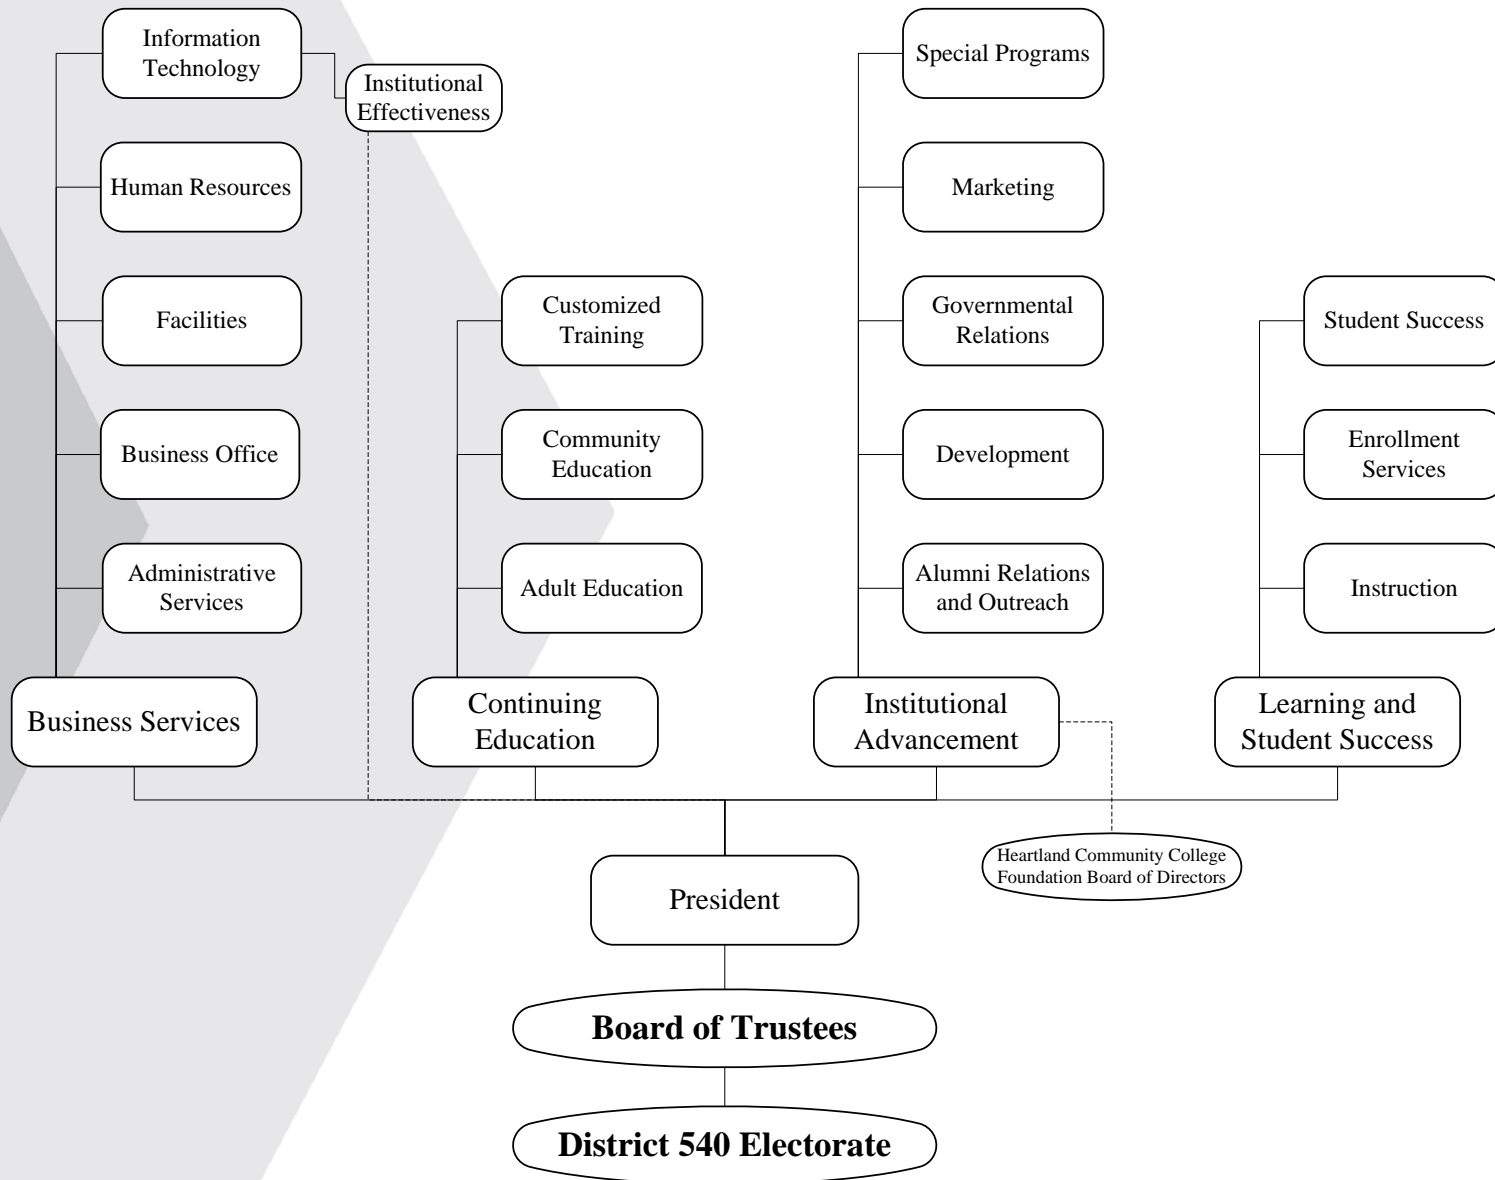 Information
Technology
Special Programs
Institutional
Effectiveness
Human Resources
Marketing
Facilities
Customized
Training
Governmental
Relations
Student Success
Business Office
Community
Education
Development
Enrollment
Services
Administrative
Services
Adult Education
Alumni Relations
and Outreach
Instruction
Business Services
Continuing
Education
Institutional
Advancement
Learning and
Student Success
Heartland Community College
Foundation Board of Directors
President
Board of Trustees
District 540 Electorate